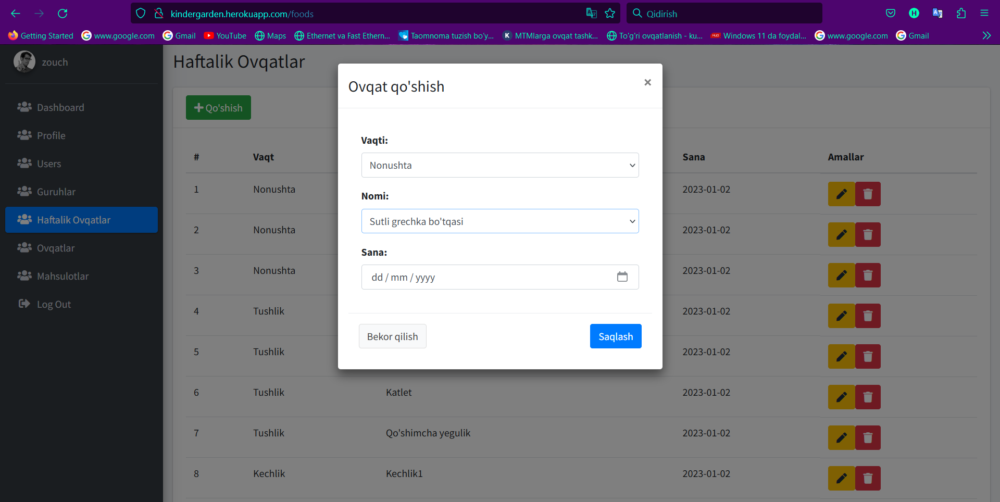 kindergarden.herokuapp.com/foods
Qidirish
H
Getting Started
www.google.com
Gmail
YouTube
Maps
Ethernet va Fast Ethern...
Taomnoma tuzish bo'y...
K MTMlarga ovqat tashk...
To'g'ri ovqatlanish - ku...
Windows 11 da foydal...
www.google.com
Gmail
zouch
Dashboard
Profile
Users
Guruhlar
Haftalik Ovqatlar
Ovqatlar
Mahsulotlar
Log Out
Haftalik Ovqatlar
Qo'shish
Ovqat qo'shish
×
Vaqti:
Nonushta
Nomi:
Sutli grechka bo'tqasi
Sana:
dd / mm / yyyy
Bekor qilish
Saqlash
# Vaqt Sana Amallar
1 Nonushta 2023-01-02
2 Nonushta 2023-01-02
3 Nonushta 2023-01-02
4 Tushlik 2023-01-02
5 Tushlik 2023-01-02
6 Tushlik Katlet 2023-01-02
7 Tushlik Qo'shimcha yegulik 2023-01-02
8 Kechlik Kechlik1 2023-01-02